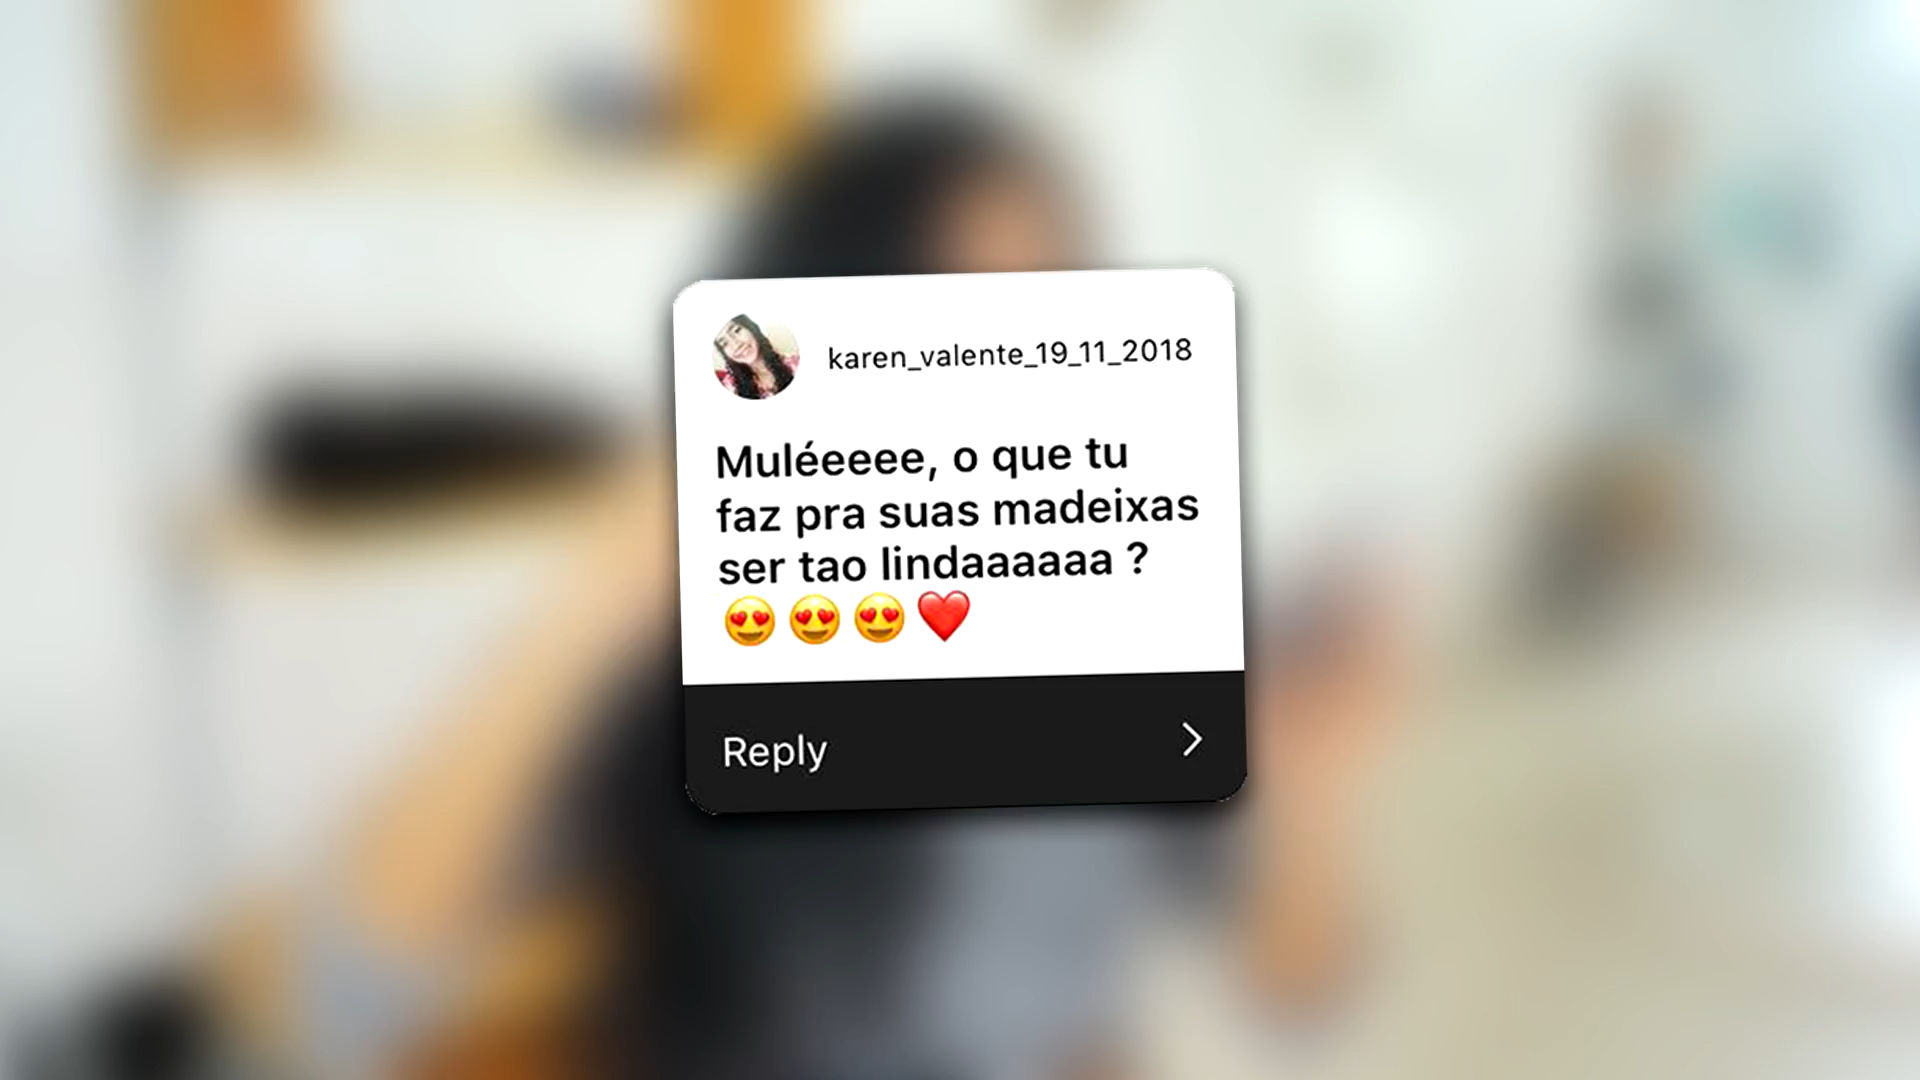 karen_valente_19_11_2018
Muléeeee, o que tu
faz pra suas madeixas
ser tao lindaaaaaa ?
😍😍😍❤️
Reply